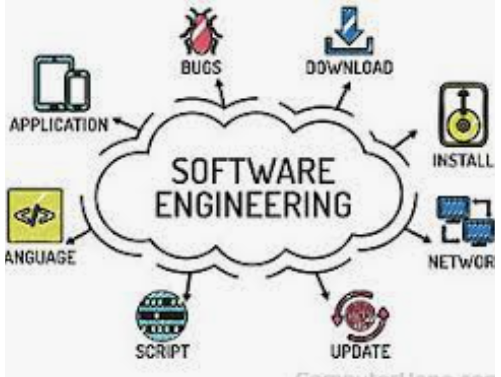 BUGS
DOWNLOAD
APPLICATION
INSTALL
SOFTWARE
ENGINEERING
ANGUAGE
NETWOR
SCRIPT
UPDATE